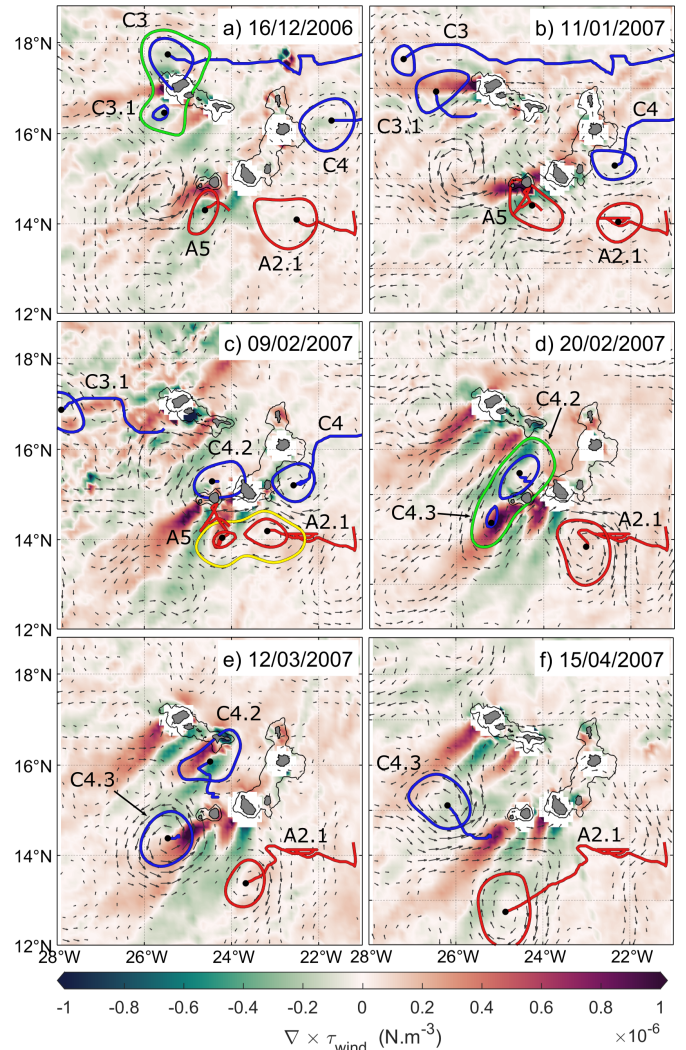 a) 16/12/2006
b) 11/01/2007
18°N
16°N
14°N
12°N
C3
C3.1
C4
A5
A2.1
C3
C3.1
C4
A5
A2.1
c) 09/02/2007
d) 20/02/2007
18°N
16°N
14°N
12°N
C3.1
C4
C4.2
A5
A2.1
C4.2
C4.3
A2.1
e) 12/03/2007
f) 15/04/2007
18°N
16°N
14°N
12°N
C4.2
C4.3
A2.1
C4.3
A2.1
28°W 26°W 24°W 22°W 28°W 26°W 24°W 22°W
-1 -0.8 -0.6 -0.4 -0.2 0 0.2 0.4 0.6 0.8 1
∇ × τwind (N.m-3) ×10-6